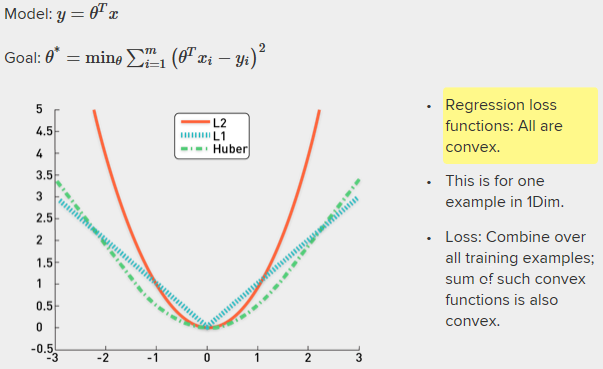 Model: y = θ^T x
Goal: θ^* = min_θ ∑_{i=1}^{m} (θ^T x_i − y_i)^2
5
4.5
4
3.5
3
2.5
2
1.5
1
0.5
0
-0.5
-3
-2
-1
0
1
2
3
L2
L1
Huber
• Regression loss
functions: All are
convex.
• This is for one
example in 1Dim.
• Loss: Combine over
all training examples;
sum of such convex
functions is also
convex.